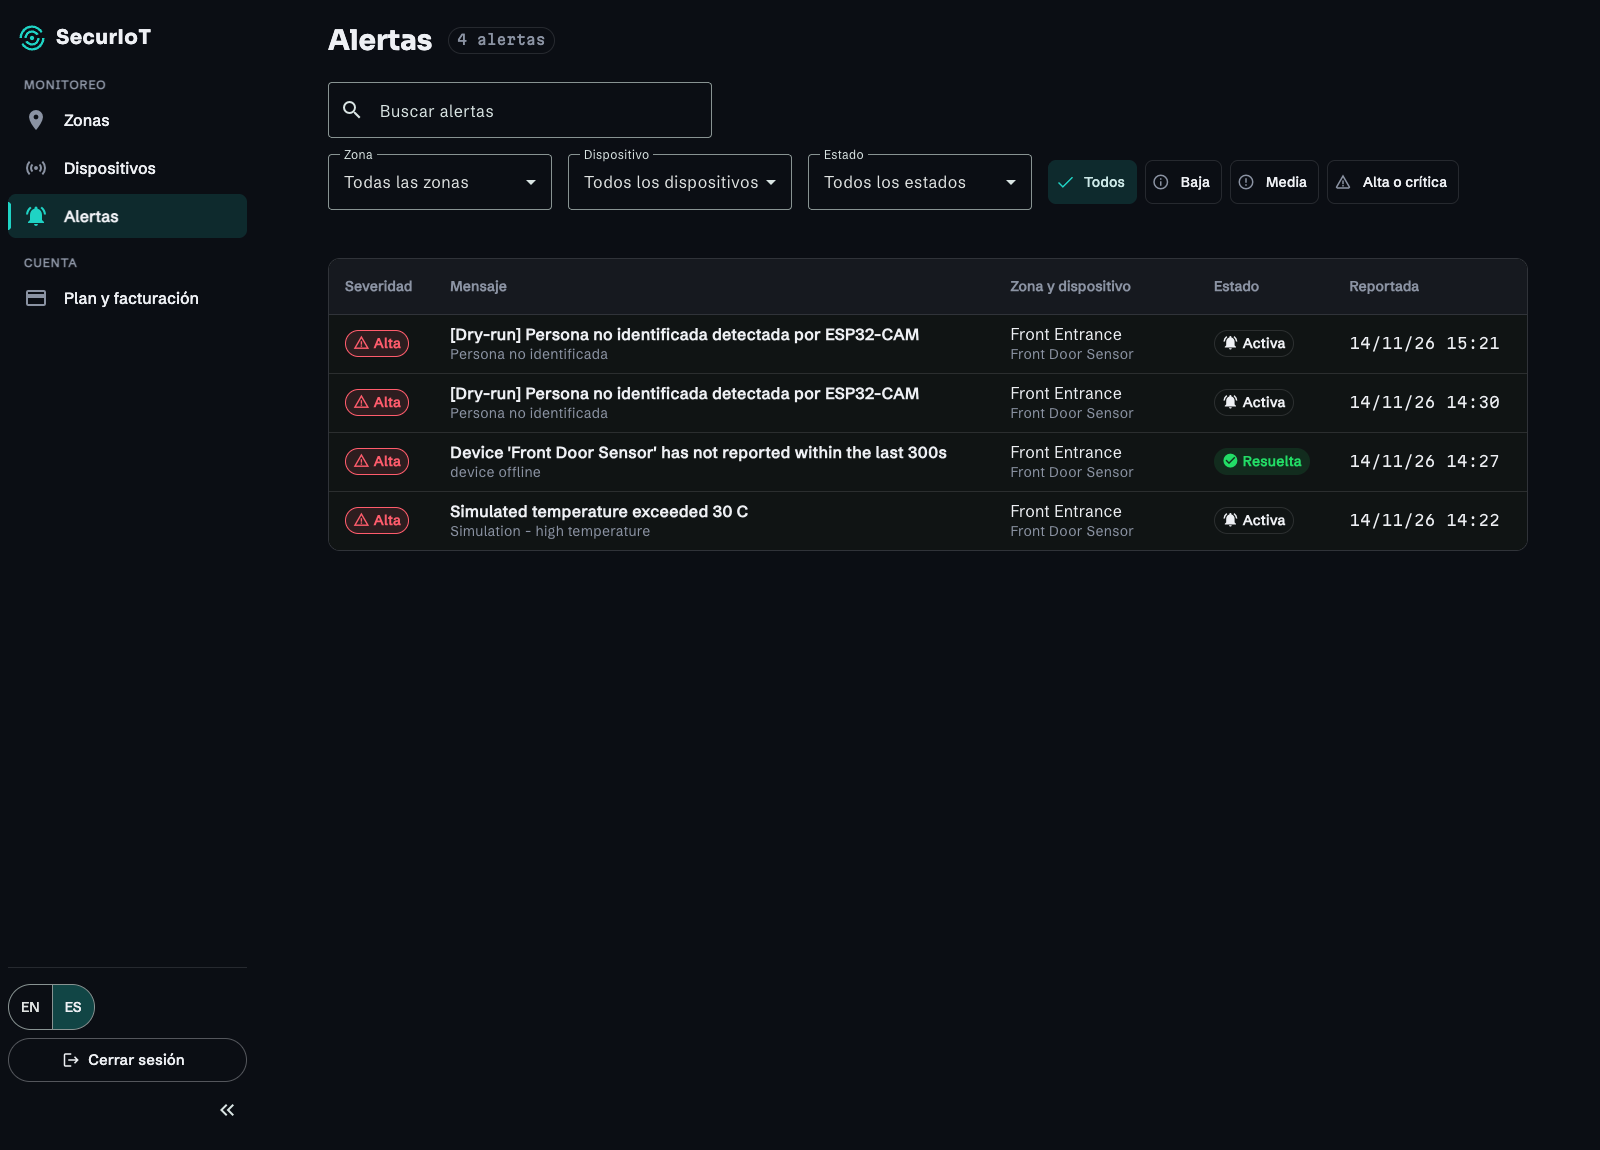 SecurIoT
MONITOREO
Zonas
Dispositivos
Alertas
CUENTA
Plan y facturación
EN
ES
Cerrar sesión
Alertas
4 alertas
Buscar alertas
Zona
Todas las zonas
Dispositivo
Todos los dispositivos
Estado
Todos los estados
Todos
Baja
Media
Alta o crítica
Severidad Mensaje Zona y dispositivo Estado Reportada
Alta [Dry-run] Persona no identificada detectada por ESP32-CAM Front Entrance Activa 14/11/26 15:21
Persona no identificada Front Door Sensor
Alta [Dry-run] Persona no identificada detectada por ESP32-CAM Front Entrance Activa 14/11/26 14:30
Persona no identificada Front Door Sensor
Alta Device 'Front Door Sensor' has not reported within the last 300s Front Entrance Resuelta 14/11/26 14:27
device offline Front Door Sensor
Alta Simulated temperature exceeded 30 C Front Entrance Activa 14/11/26 14:22
Simulation - high temperature Front Door Sensor